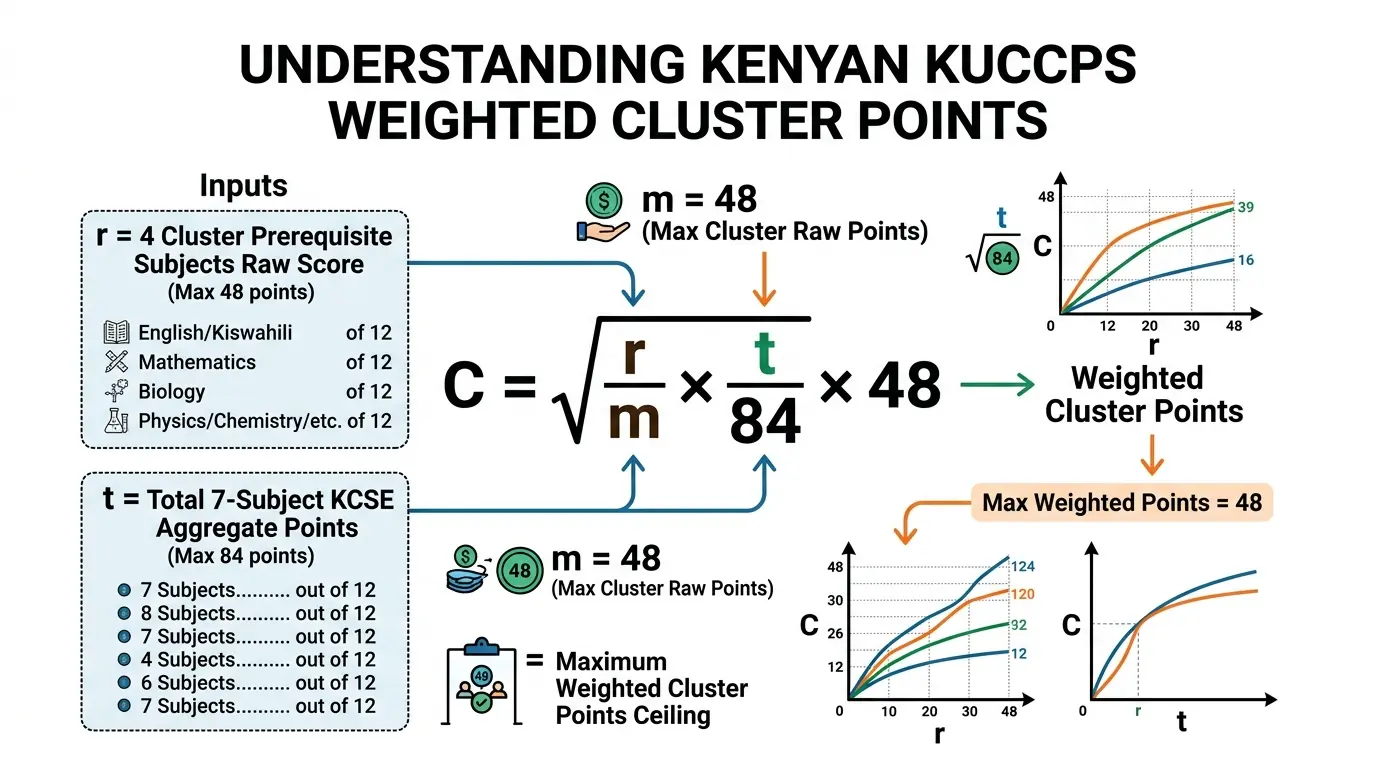 UNDERSTANDING KENYAN KUCCPS
WEIGHTED CLUSTER POINTS
Inputs
r = 4 Cluster Prerequisite
Subjects Raw Score
(Max 48 points)
English/Kiswahili of 12
Mathematics of 12
Biology of 12
Physics/Chemistry/etc. of 12
t = Total 7-Subject KCSE
Aggregate Points
(Max 84 points)
7 Subjects.......... out of 12
8 Subjects.......... out of 12
7 Subjects.......... out of 12
4 Subjects.......... out of 12
6 Subjects.......... out of 12
7 Subjects.......... out of 12
$
m = 48
(Max Cluster Raw Points)
C = √ r/m × t/84 × 48
$
48
m = 48
(Max Cluster Raw Points)
49
= Maximum
Weighted Cluster
Points Ceiling
t
√84
C
48
39
16
0 12 20 30 48
r
Weighted
Cluster Points
Max Weighted Points = 48
C
48
30
26
12
124
120
92
12
0 10 20 30 48
r
C
0 r
t